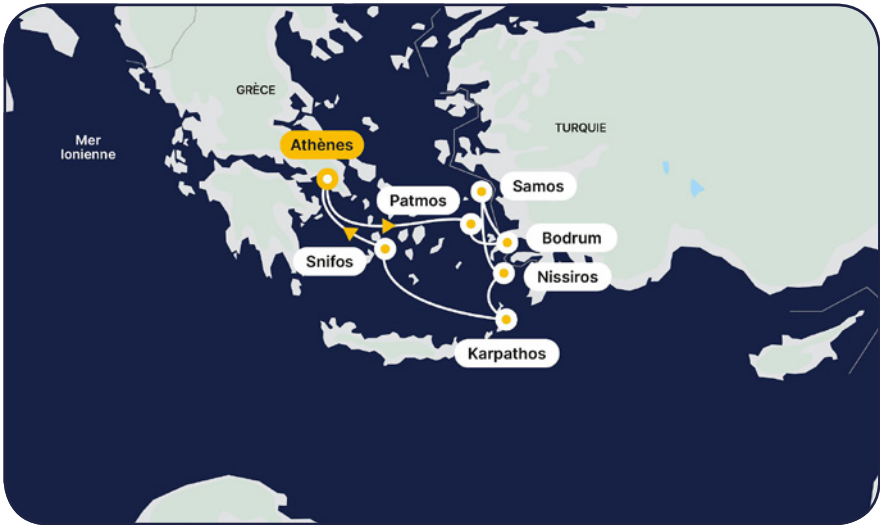 GRÈCE
TURQUIE
Mer
Ionienne
Athènes
Samos
Patmos
Bodrum
Snifos
Nissiros
Karpathos